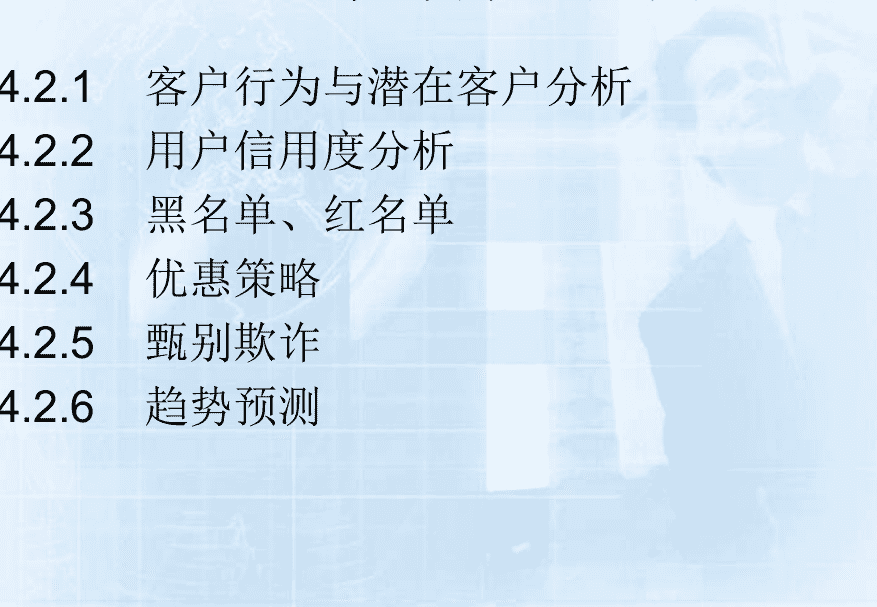 4.2.1 客户行为与潜在客户分析
4.2.2 用户信用度分析
4.2.3 黑名单、红名单
4.2.4 优惠策略
4.2.5 甄别欺诈
4.2.6 趋势预测